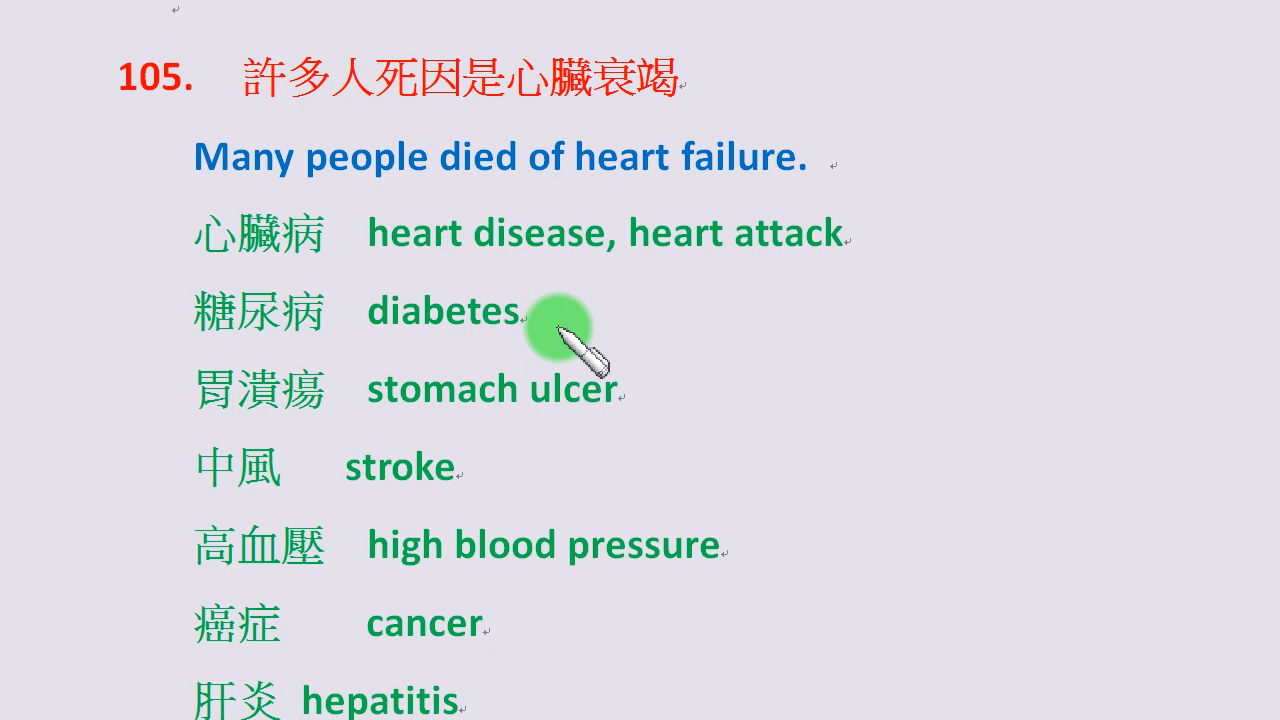 105. 許多人死因是心臟衰竭
Many people died of heart failure.
心臟病 heart disease, heart attack
糖尿病 diabetes
胃潰瘍 stomach ulcer
中風 stroke
高血壓 high blood pressure
癌症 cancer
肝炎 hepatitis